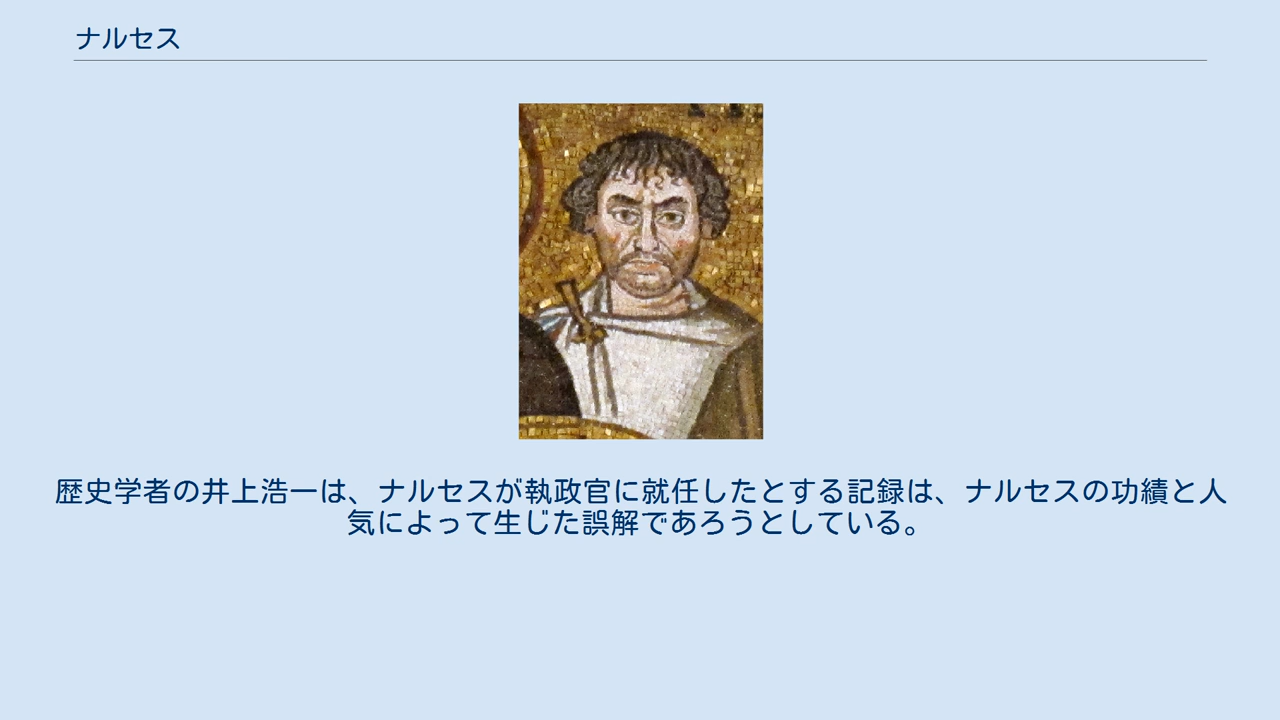 ナルセス
歴史学者の井上浩一は、ナルセスが執政官に就任したとする記録は、ナルセスの功績と人
気によって生じた誤解であろうとしている。